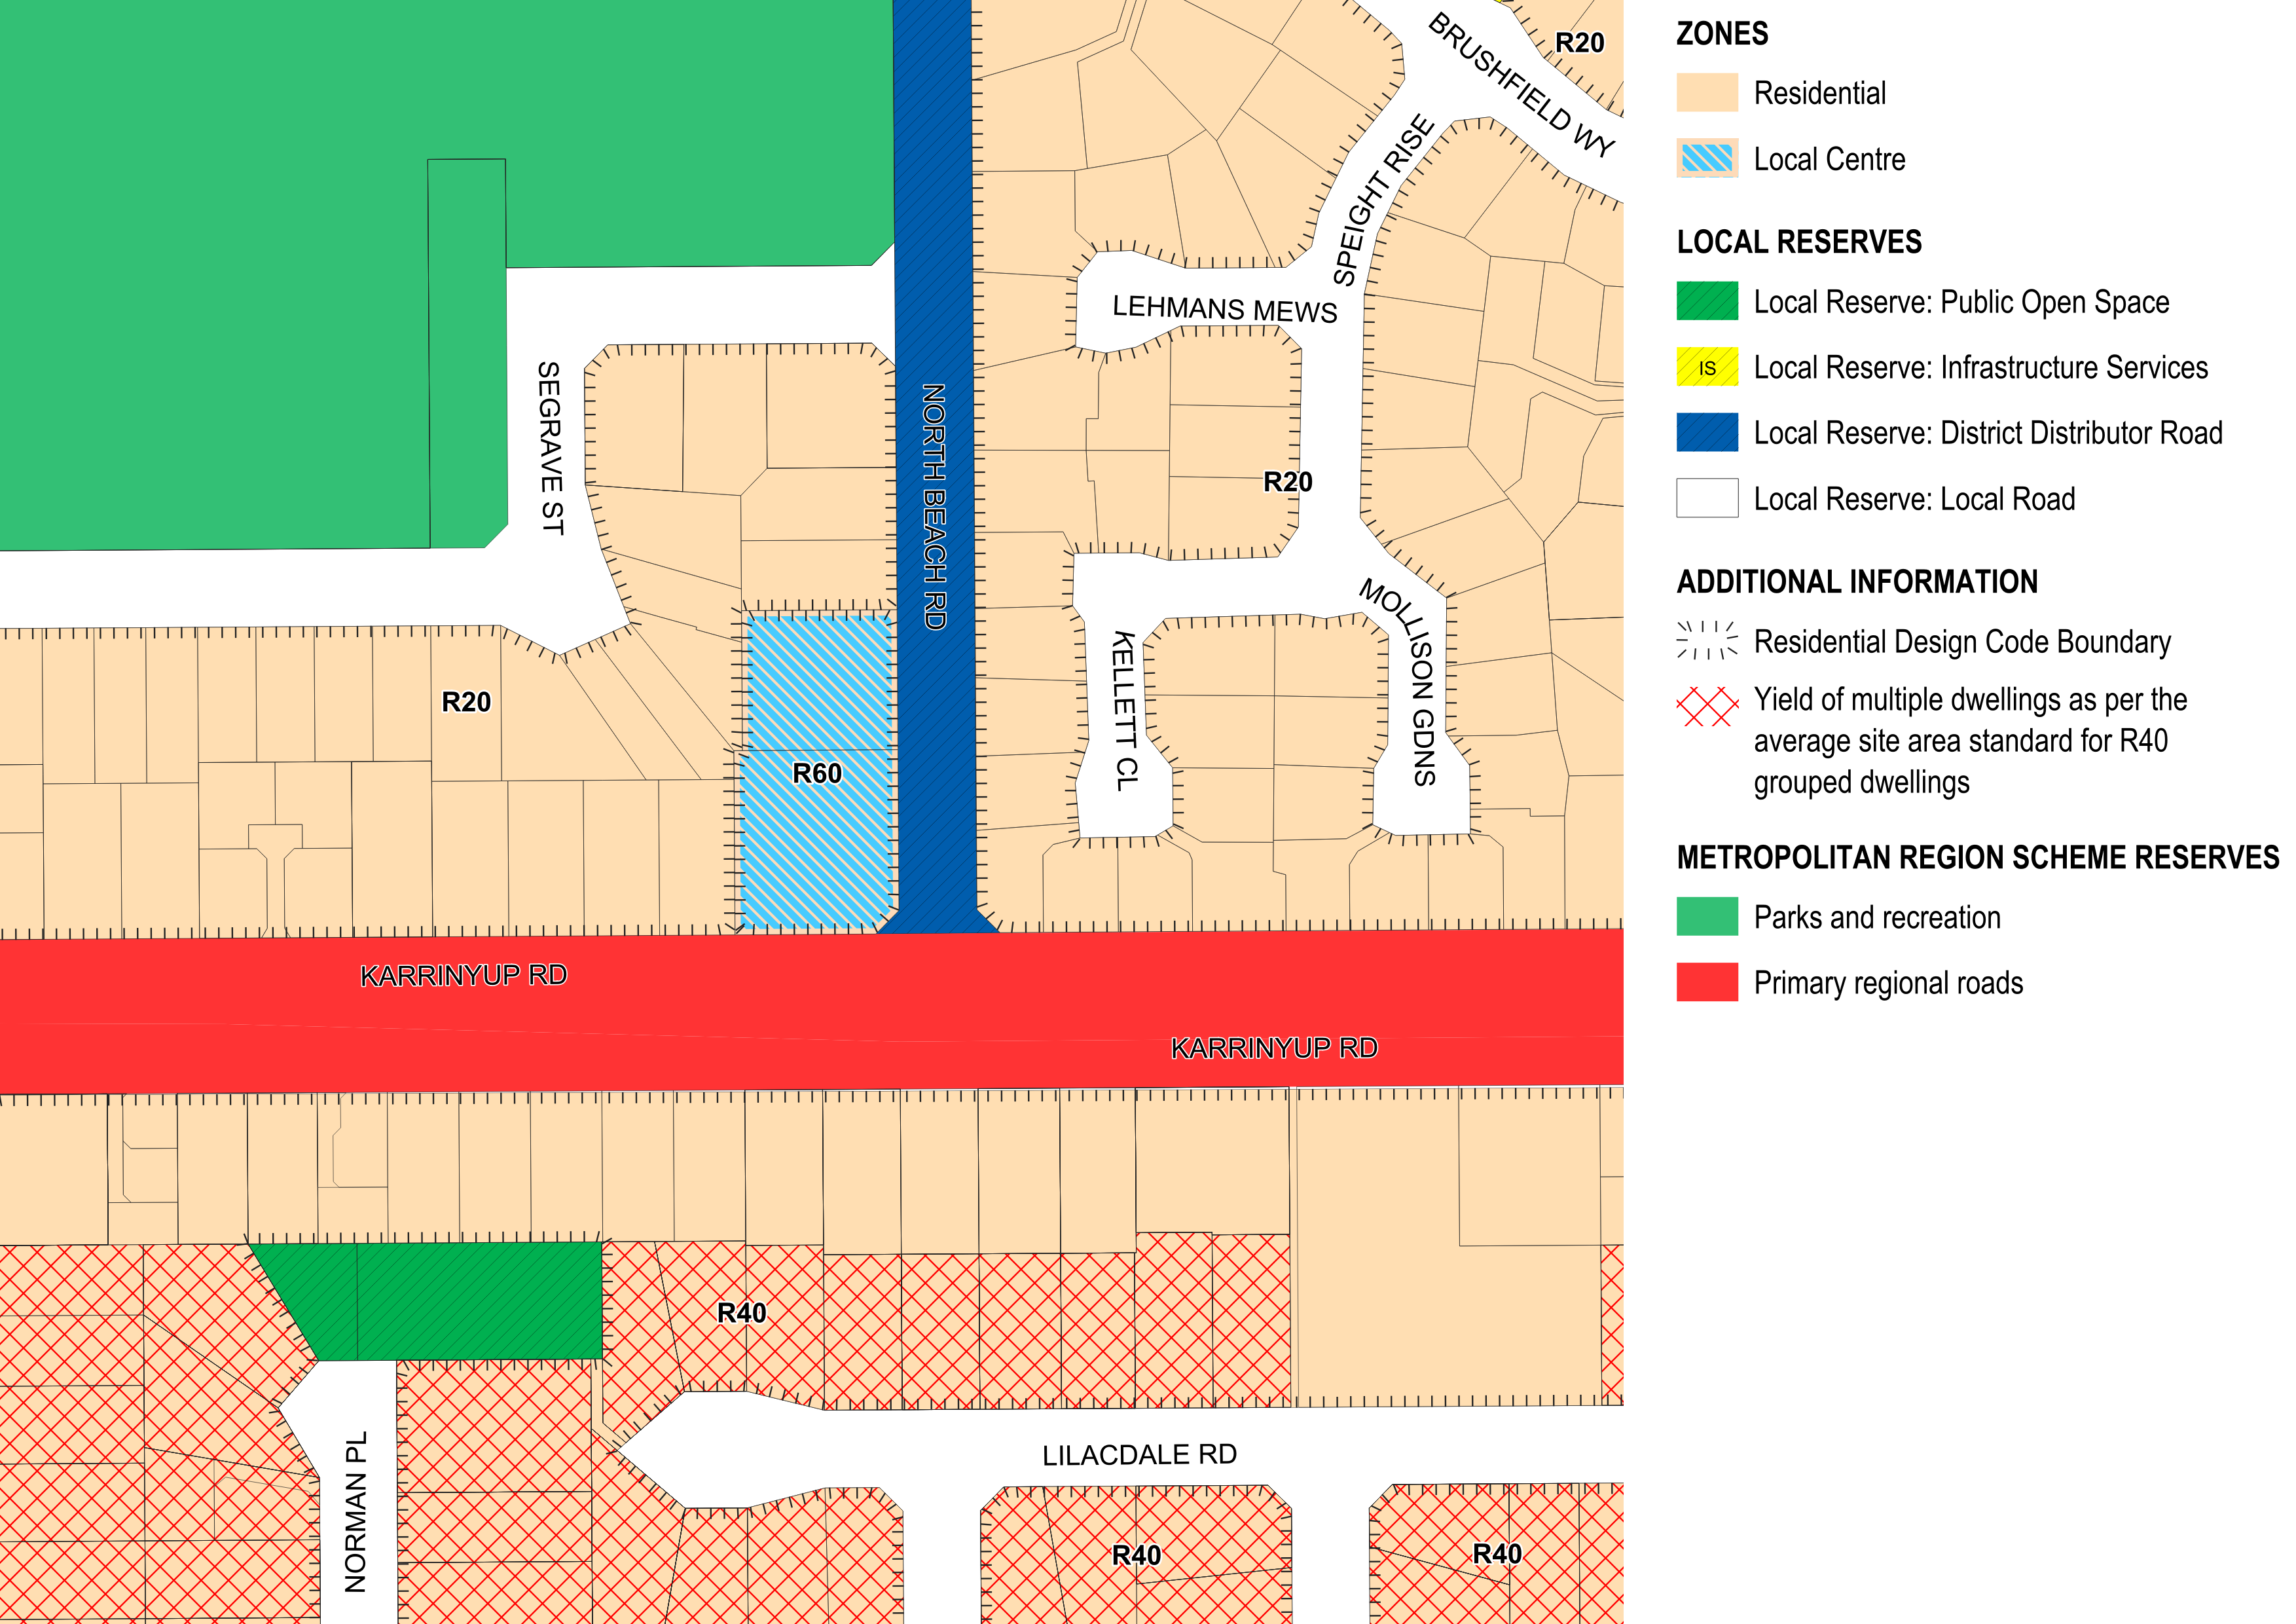 BRUSHFIELD WY
R20
SPEIGHT RISE
LEHMANS MEWS
SEGRAVE ST
NORTH BEACH RD
R20
MOLLISON GDNS
KELLETT CL
R20
R60
KARRINYUP RD
KARRINYUP RD
R40
LILACDALE RD
NORMAN PL
R40
R40
ZONES
Residential
Local Centre
LOCAL RESERVES
Local Reserve: Public Open Space
IS
Local Reserve: Infrastructure Services
Local Reserve: District Distributor Road
Local Reserve: Local Road
ADDITIONAL INFORMATION
Residential Design Code Boundary
Yield of multiple dwellings as per the
average site area standard for R40
grouped dwellings
METROPOLITAN REGION SCHEME RESERVES
Parks and recreation
Primary regional roads